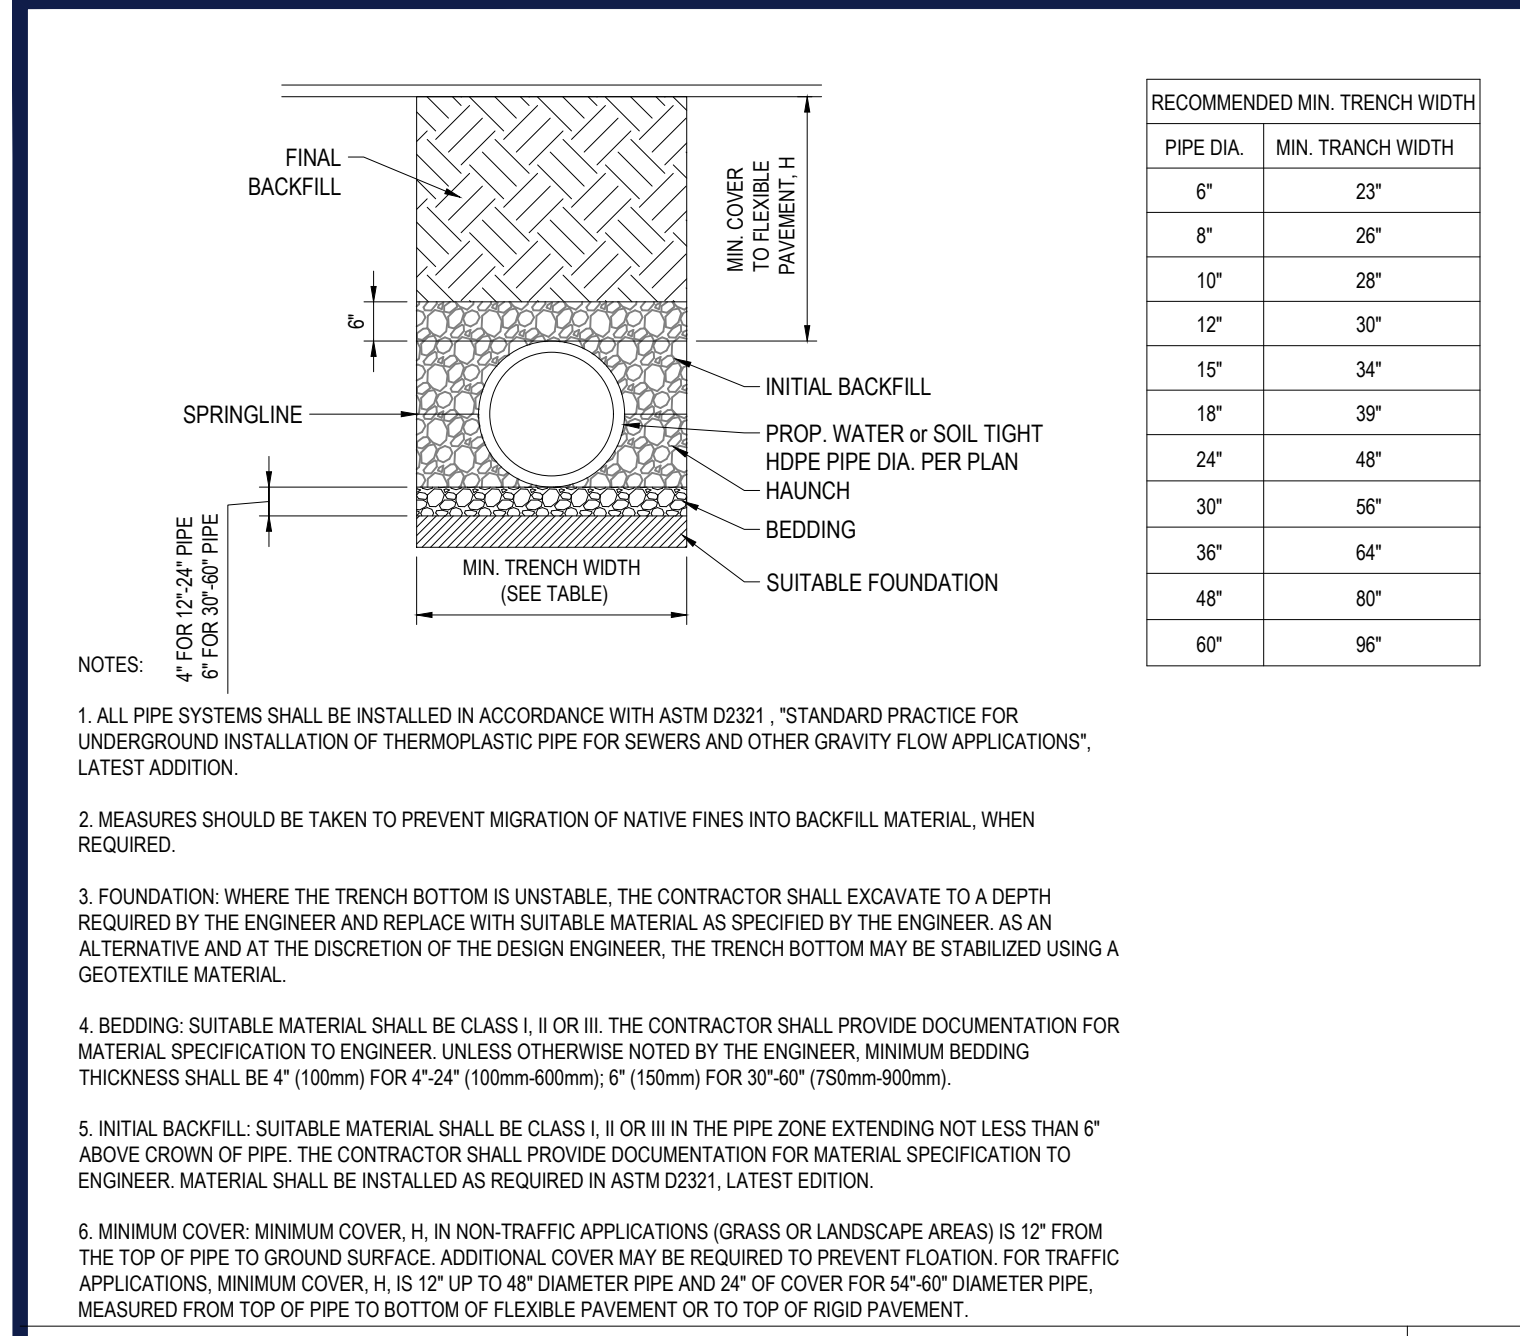 FINAL
BACKFILL
6"
MIN. COVER
TO FLEXIBLE
PAVEMENT, H
SPRINGLINE
INITIAL BACKFILL
PROP. WATER or SOIL TIGHT
HDPE PIPE DIA. PER PLAN
HAUNCH
BEDDING
SUITABLE FOUNDATION
4" FOR 12"-24" PIPE
6" FOR 30"-60" PIPE
MIN. TRENCH WIDTH
(SEE TABLE)
RECOMMENDED MIN. TRENCH WIDTH
PIPE DIA. MIN. TRANCH WIDTH
6" 23"
8" 26"
10" 28"
12" 30"
15" 34"
18" 39"
24" 48"
30" 56"
36" 64"
48" 80"
60" 96"
NOTES:
1. ALL PIPE SYSTEMS SHALL BE INSTALLED IN ACCORDANCE WITH ASTM D2321 , "STANDARD PRACTICE FOR
UNDERGROUND INSTALLATION OF THERMOPLASTIC PIPE FOR SEWERS AND OTHER GRAVITY FLOW APPLICATIONS",
LATEST ADDITION.
2. MEASURES SHOULD BE TAKEN TO PREVENT MIGRATION OF NATIVE FINES INTO BACKFILL MATERIAL, WHEN
REQUIRED.
3. FOUNDATION: WHERE THE TRENCH BOTTOM IS UNSTABLE, THE CONTRACTOR SHALL EXCAVATE TO A DEPTH
REQUIRED BY THE ENGINEER AND REPLACE WITH SUITABLE MATERIAL AS SPECIFIED BY THE ENGINEER. AS AN
ALTERNATIVE AND AT THE DISCRETION OF THE DESIGN ENGINEER, THE TRENCH BOTTOM MAY BE STABILIZED USING A
GEOTEXTILE MATERIAL.
4. BEDDING: SUITABLE MATERIAL SHALL BE CLASS I, II OR III. THE CONTRACTOR SHALL PROVIDE DOCUMENTATION FOR
MATERIAL SPECIFICATION TO ENGINEER. UNLESS OTHERWISE NOTED BY THE ENGINEER, MINIMUM BEDDING
THICKNESS SHALL BE 4" (100mm) FOR 4"-24" (100mm-600mm); 6" (150mm) FOR 30"-60" (7S0mm-900mm).
5. INITIAL BACKFILL: SUITABLE MATERIAL SHALL BE CLASS I, II OR III IN THE PIPE ZONE EXTENDING NOT LESS THAN 6"
ABOVE CROWN OF PIPE. THE CONTRACTOR SHALL PROVIDE DOCUMENTATION FOR MATERIAL SPECIFICATION TO
ENGINEER. MATERIAL SHALL BE INSTALLED AS REQUIRED IN ASTM D2321, LATEST EDITION.
6. MINIMUM COVER: MINIMUM COVER, H, IN NON-TRAFFIC APPLICATIONS (GRASS OR LANDSCAPE AREAS) IS 12" FROM
THE TOP OF PIPE TO GROUND SURFACE. ADDITIONAL COVER MAY BE REQUIRED TO PREVENT FLOATION. FOR TRAFFIC
APPLICATIONS, MINIMUM COVER, H, IS 12" UP TO 48" DIAMETER PIPE AND 24" OF COVER FOR 54"-60" DIAMETER PIPE,
MEASURED FROM TOP OF PIPE TO BOTTOM OF FLEXIBLE PAVEMENT OR TO TOP OF RIGID PAVEMENT.